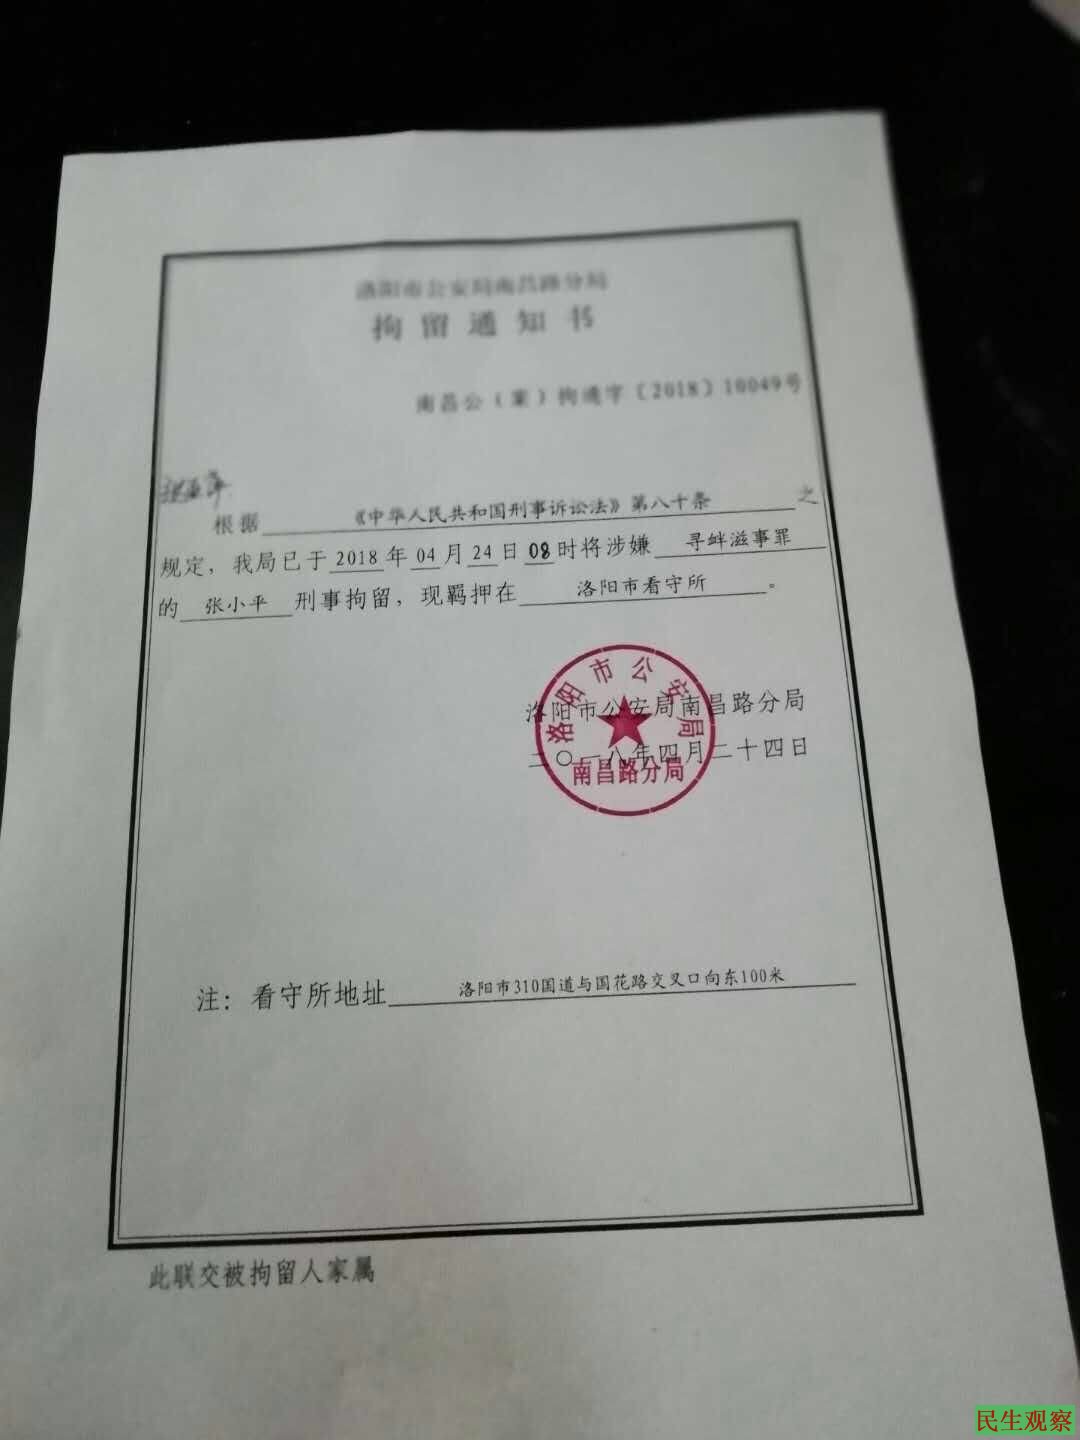 洛阳市公安局南昌路分局
拘留通知书
南昌公（案）拘通字〔2018〕10049号
根据《中华人民共和国刑事诉讼法》第八十条之
规定，我局已于2018年04月24日08时将涉嫌寻衅滋事罪
的张小平刑事拘留，现羁押在洛阳市看守所。
洛阳市公安局南昌路分局
二〇一八年四月二十四日
洛阳市公安局
南昌路分局
注：看守所地址洛阳市310国道与国花路交叉口向东100米
此联交被拘留人家属
民生观察